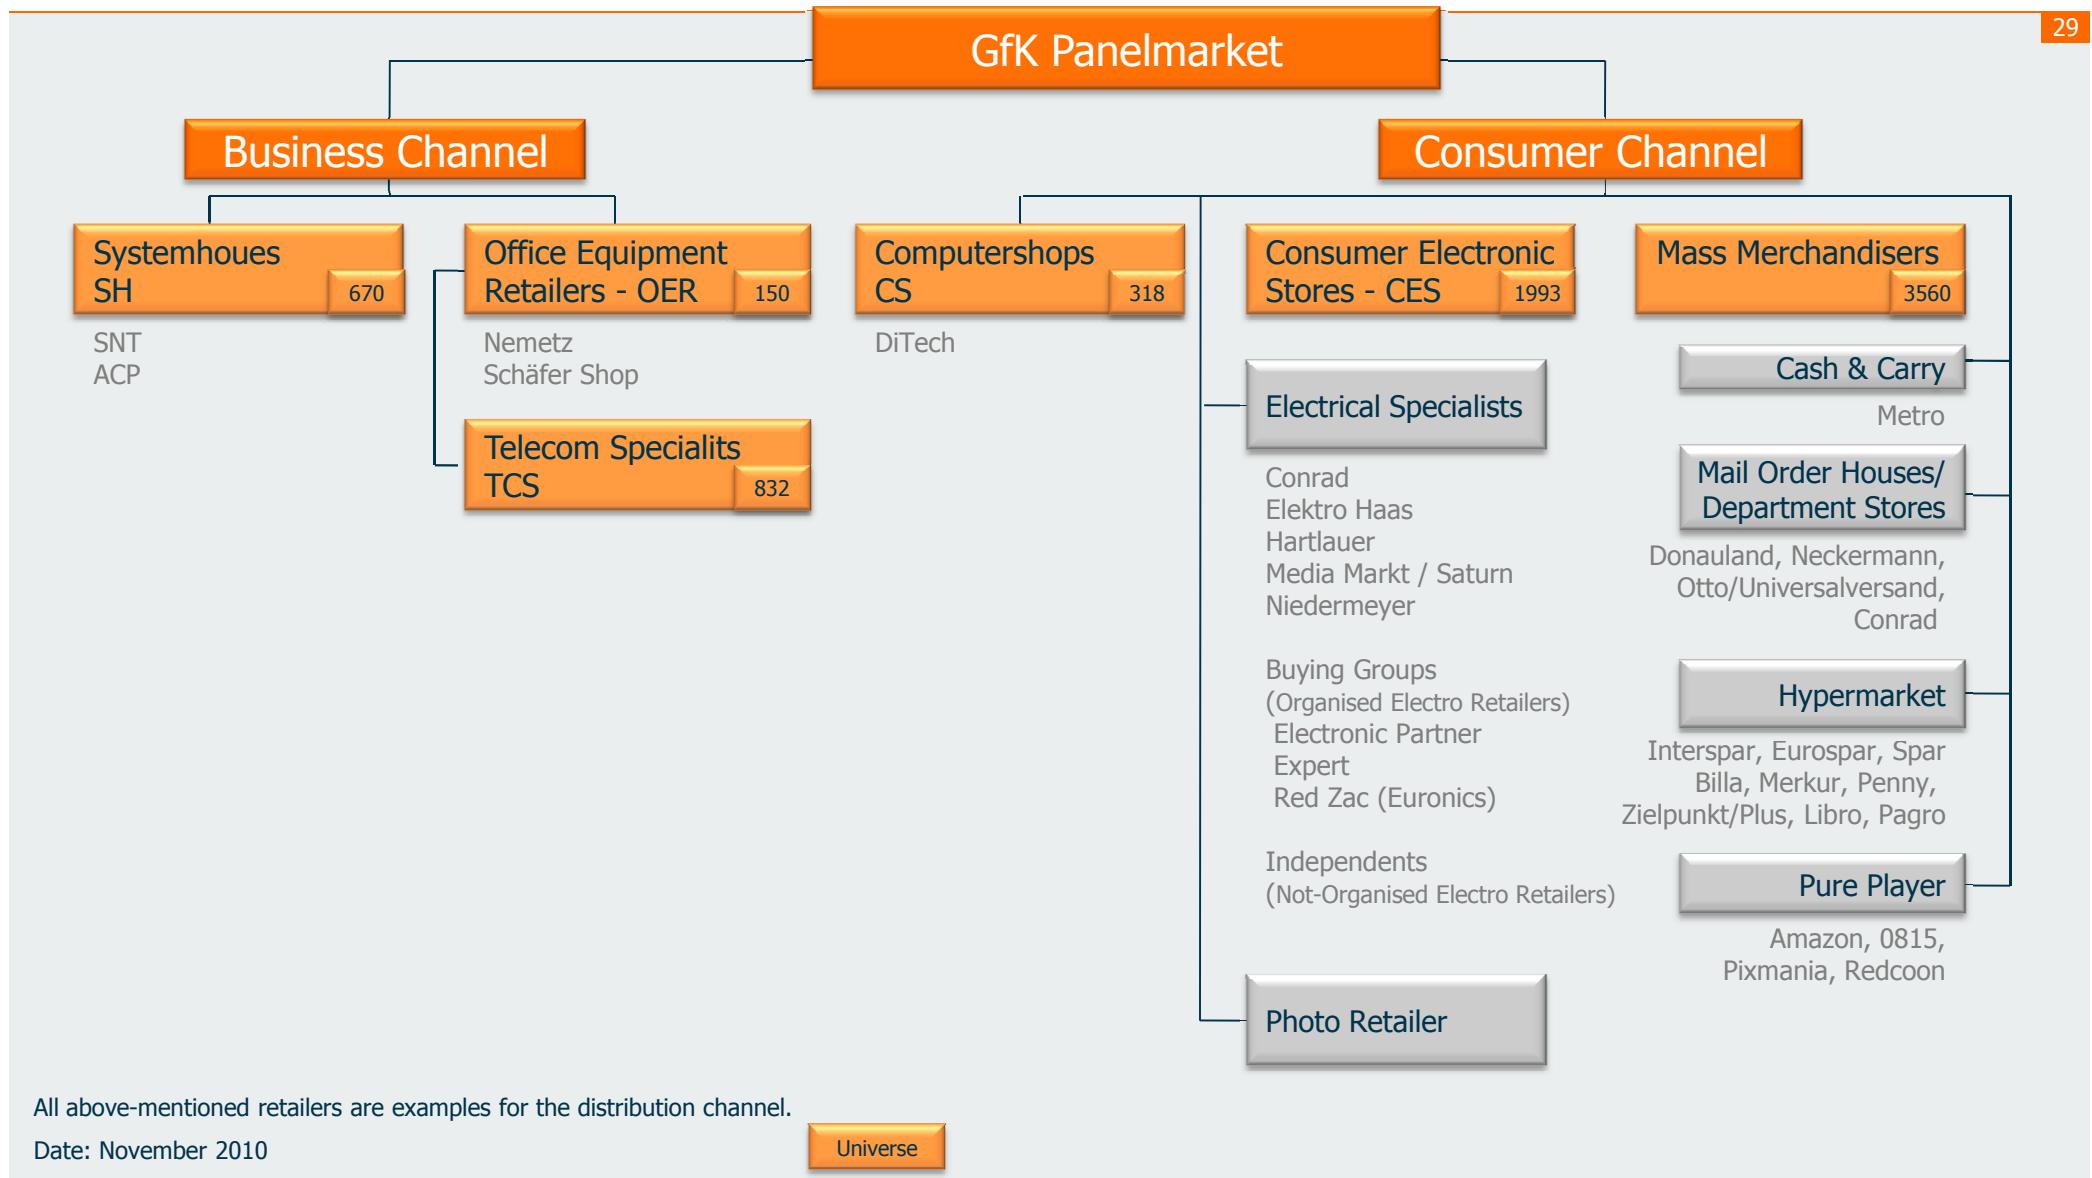 29
GfK Panelmarket
Business Channel
Consumer Channel
Systemhoues
SH
670
SNT
ACP
Office Equipment
Retailers - OER
150
Nemetz
Schäfer Shop
Telecom Specialits
TCS
832
Computershops
CS
318
DiTech
Consumer Electronic
Stores - CES
1993
Electrical Specialists
Conrad
Elektro Haas
Hartlauer
Media Markt / Saturn
Niedermeyer
Buying Groups
(Organised Electro Retailers)
Electronic Partner
Expert
Red Zac (Euronics)
Independents
(Not-Organised Electro Retailers)
Photo Retailer
Mass Merchandisers
3560
Cash & Carry
Metro
Mail Order Houses/
Department Stores
Donauland, Neckermann,
Otto/Universalversand,
Conrad
Hypermarket
Interspar, Eurospar, Spar
Billa, Merkur, Penny,
Zielpunkt/Plus, Libro, Pagro
Pure Player
Amazon, 0815,
Pixmania, Redcoon
All above-mentioned retailers are examples for the distribution channel.
Date: November 2010
Universe